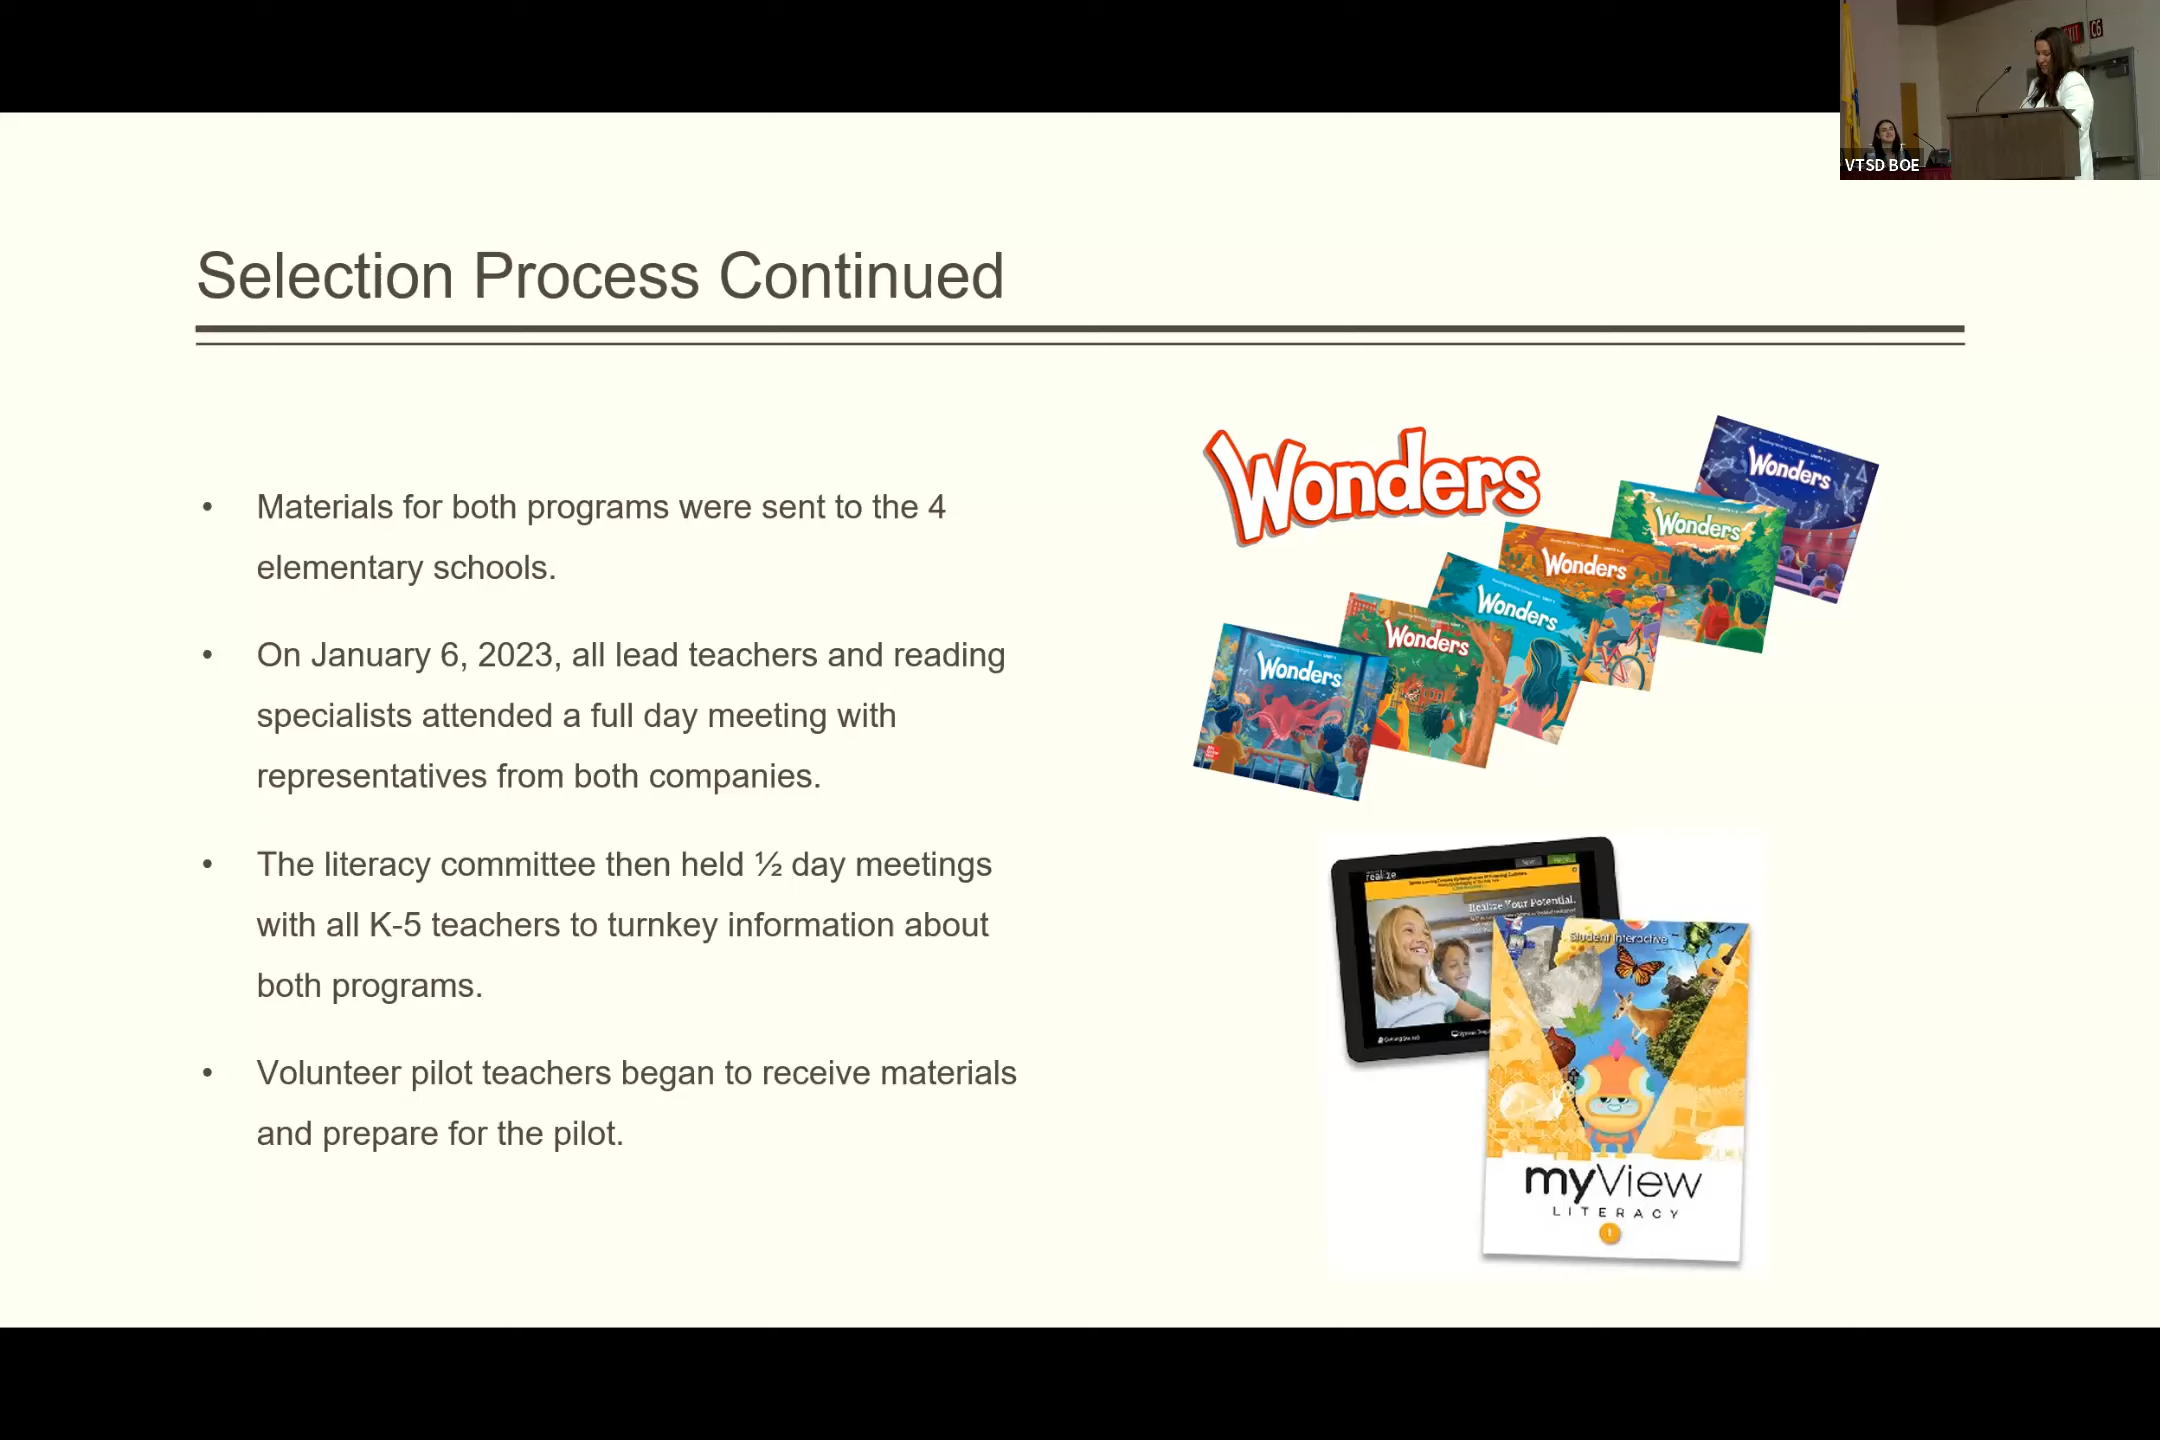 EXIT
C6
VTSD BOE
Selection Process Continued
• Materials for both programs were sent to the 4
elementary schools.
• On January 6, 2023, all lead teachers and reading
specialists attended a full day meeting with
representatives from both companies.
• The literacy committee then held ½ day meetings
with all K-5 teachers to turnkey information about
both programs.
• Volunteer pilot teachers began to receive materials
and prepare for the pilot.
Wonders
Wonders
Wonders
Wonders
Wonders
Wonders
Wonders
realize
Realize Your Potential.
Student Interactive
myView
LITERACY
1